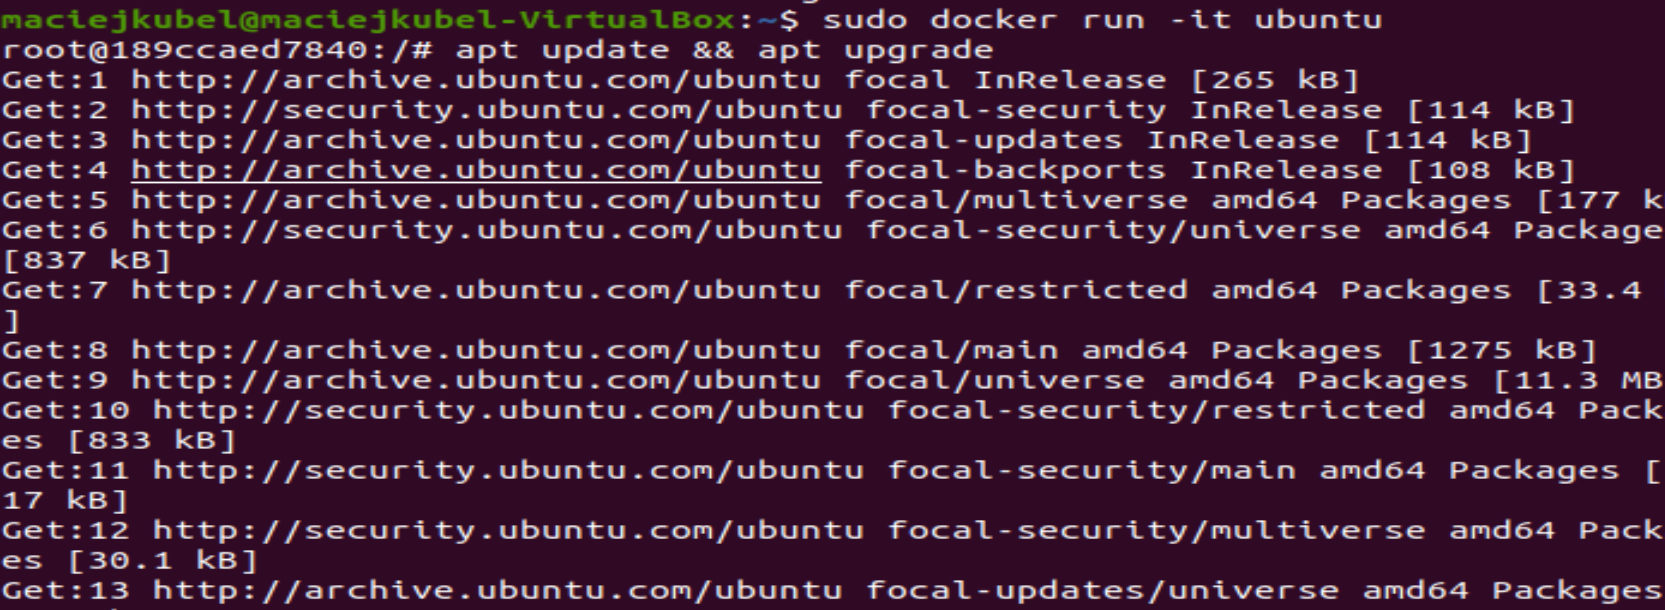 maciejkubel@maciejkubel-VirtualBox:~$ sudo docker run -it ubuntu
root@189ccaed7840:/# apt update && apt upgrade
Get:1 http://archive.ubuntu.com/ubuntu focal InRelease [265 kB]
Get:2 http://security.ubuntu.com/ubuntu focal-security InRelease [114 kB]
Get:3 http://archive.ubuntu.com/ubuntu focal-updates InRelease [114 kB]
Get:4 http://archive.ubuntu.com/ubuntu focal-backports InRelease [108 kB]
Get:5 http://archive.ubuntu.com/ubuntu focal/multiverse amd64 Packages [177 k
Get:6 http://security.ubuntu.com/ubuntu focal-security/universe amd64 Package
[837 kB]
Get:7 http://archive.ubuntu.com/ubuntu focal/restricted amd64 Packages [33.4
]
Get:8 http://archive.ubuntu.com/ubuntu focal/main amd64 Packages [1275 kB]
Get:9 http://archive.ubuntu.com/ubuntu focal/universe amd64 Packages [11.3 MB
Get:10 http://security.ubuntu.com/ubuntu focal-security/restricted amd64 Pack
es [833 kB]
Get:11 http://security.ubuntu.com/ubuntu focal-security/main amd64 Packages [
17 kB]
Get:12 http://security.ubuntu.com/ubuntu focal-security/multiverse amd64 Pack
es [30.1 kB]
Get:13 http://archive.ubuntu.com/ubuntu focal-updates/universe amd64 Packages